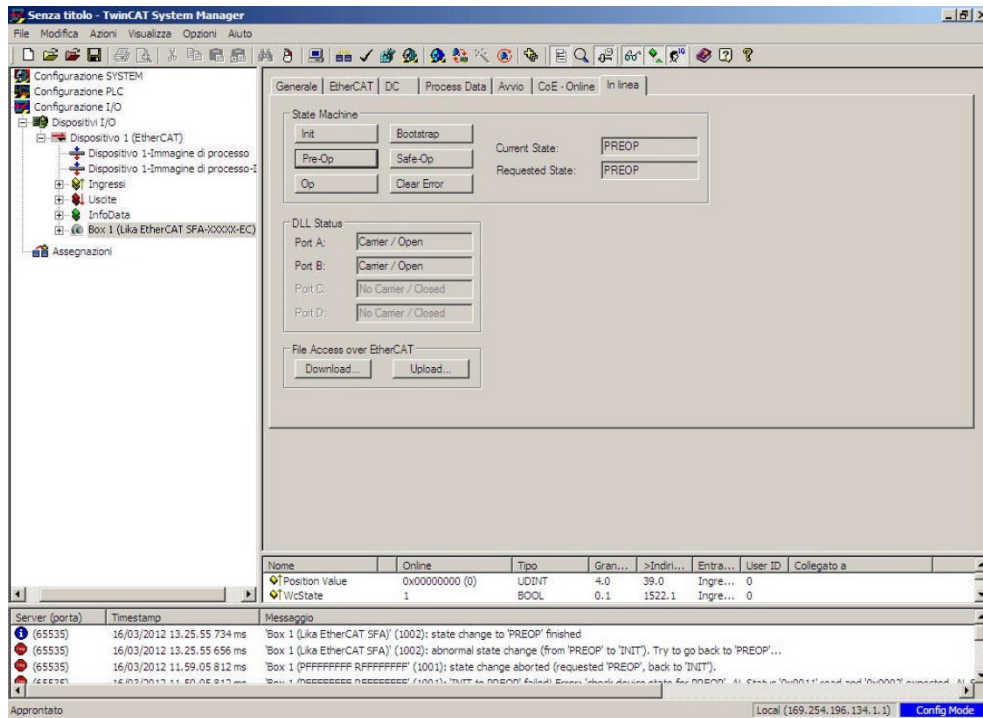 Senza titolo - TwinCAT System Manager
File Modifica Azioni Visualizza Opzioni Aiuto
Configurazione SYSTEM
Configurazione PLC
Configurazione I/O
Dispositivi I/O
Dispositivo 1 (EtherCAT)
Dispositivo 1-Immagine di processo
Dispositivo 1-Immagine di processo-I
Ingressi
Uscite
InfoData
Box 1 (Lika EtherCAT SFA-XXXXX-EC)
Assegnazioni
Generale EtherCAT DC Process Data Avvio CoE - Online In linea
State Machine
Init Bootstrap
Pre-Op Safe-Op
Op Clear Error
Current State: PREOP
Requested State: PREOP
DLL Status
Port A: Carrier / Open
Port B: Carrier / Open
Port C: No Carrier / Closed
Port D: No Carrier / Closed
File Access over EtherCAT
Download... Upload...
Nome Online Tipo Gran... >Indiri... Entra... User ID Collegato a
Position Value 0x00000000 (0) UDINT 4.0 39.0 Ingre... 0
WcState 1 BOOL 0.1 1522.1 Ingre... 0
Server (porta) Timestamp Messaggio
(65535) 16/03/2012 13.25.55 734 ms 'Box 1 (Lika EtherCAT SFA)' (1002): state change to 'PREOP' finished
(65535) 16/03/2012 13.25.55 656 ms 'Box 1 (Lika EtherCAT SFA)' (1002): abnormal state change (from 'PREOP' to 'INIT'). Try to go back to 'PREOP'...
(65535) 16/03/2012 11.59.05 812 ms 'Box 1 (PFFFFFFFF RFFFFFFFF' (1001): state change aborted (requested 'PREOP', back to 'INIT').
Approntato Local (169.254.196.134.1.1) Config Mode